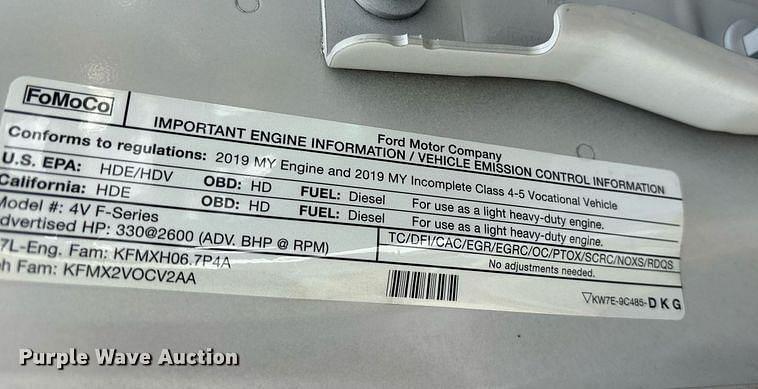 FoMoCo
Ford Motor Company
IMPORTANT ENGINE INFORMATION / VEHICLE EMISSION CONTROL INFORMATION
Conforms to regulations: 2019 MY Engine and 2019 MY Incomplete Class 4-5 Vocational Vehicle
U.S. EPA: HDE/HDV OBD: HD FUEL: Diesel For use as a light heavy-duty engine.
California: HDE OBD: HD FUEL: Diesel For use as a light heavy-duty engine.
Model #: 4V F-Series TC/DFI/CAC/EGR/EGRC/OC/PTOX/SCRC/NOXS/RDQS
dvertised HP: 330@2600 (ADV. BHP @ RPM) No adjustments needed.
7L-Eng. Fam: KFMXH06.7P4A
h Fam: KFMX2VOCV2AA
▽KW7E-9C485-D K G
Purple Wave Auction